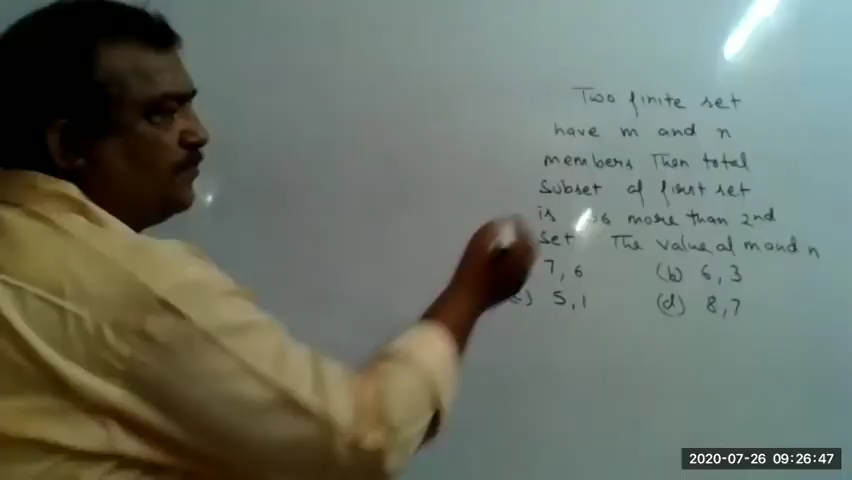 Two finite set
have m and n
members Then total
Subset of first set
is more than 2nd
Set The value of m and n
7, 6 (b) 6, 3
5, 1 (d) 8, 7
2020-07-26 09:26:47